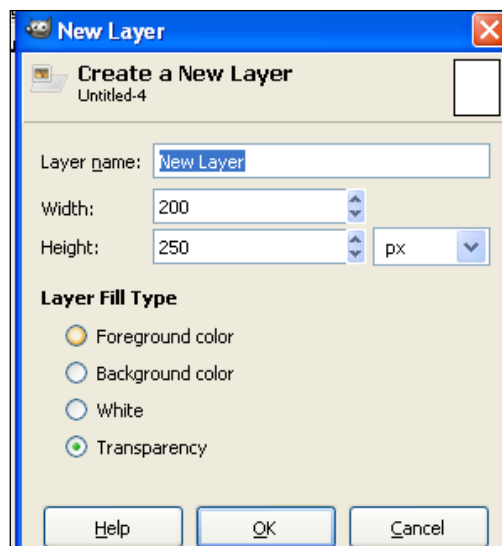 New Layer
Create a New Layer
Untitled-4
Layer name: New Layer
Width: 200
Height: 250 px
Layer Fill Type
Foreground color
Background color
White
Transparency
Help OK Cancel